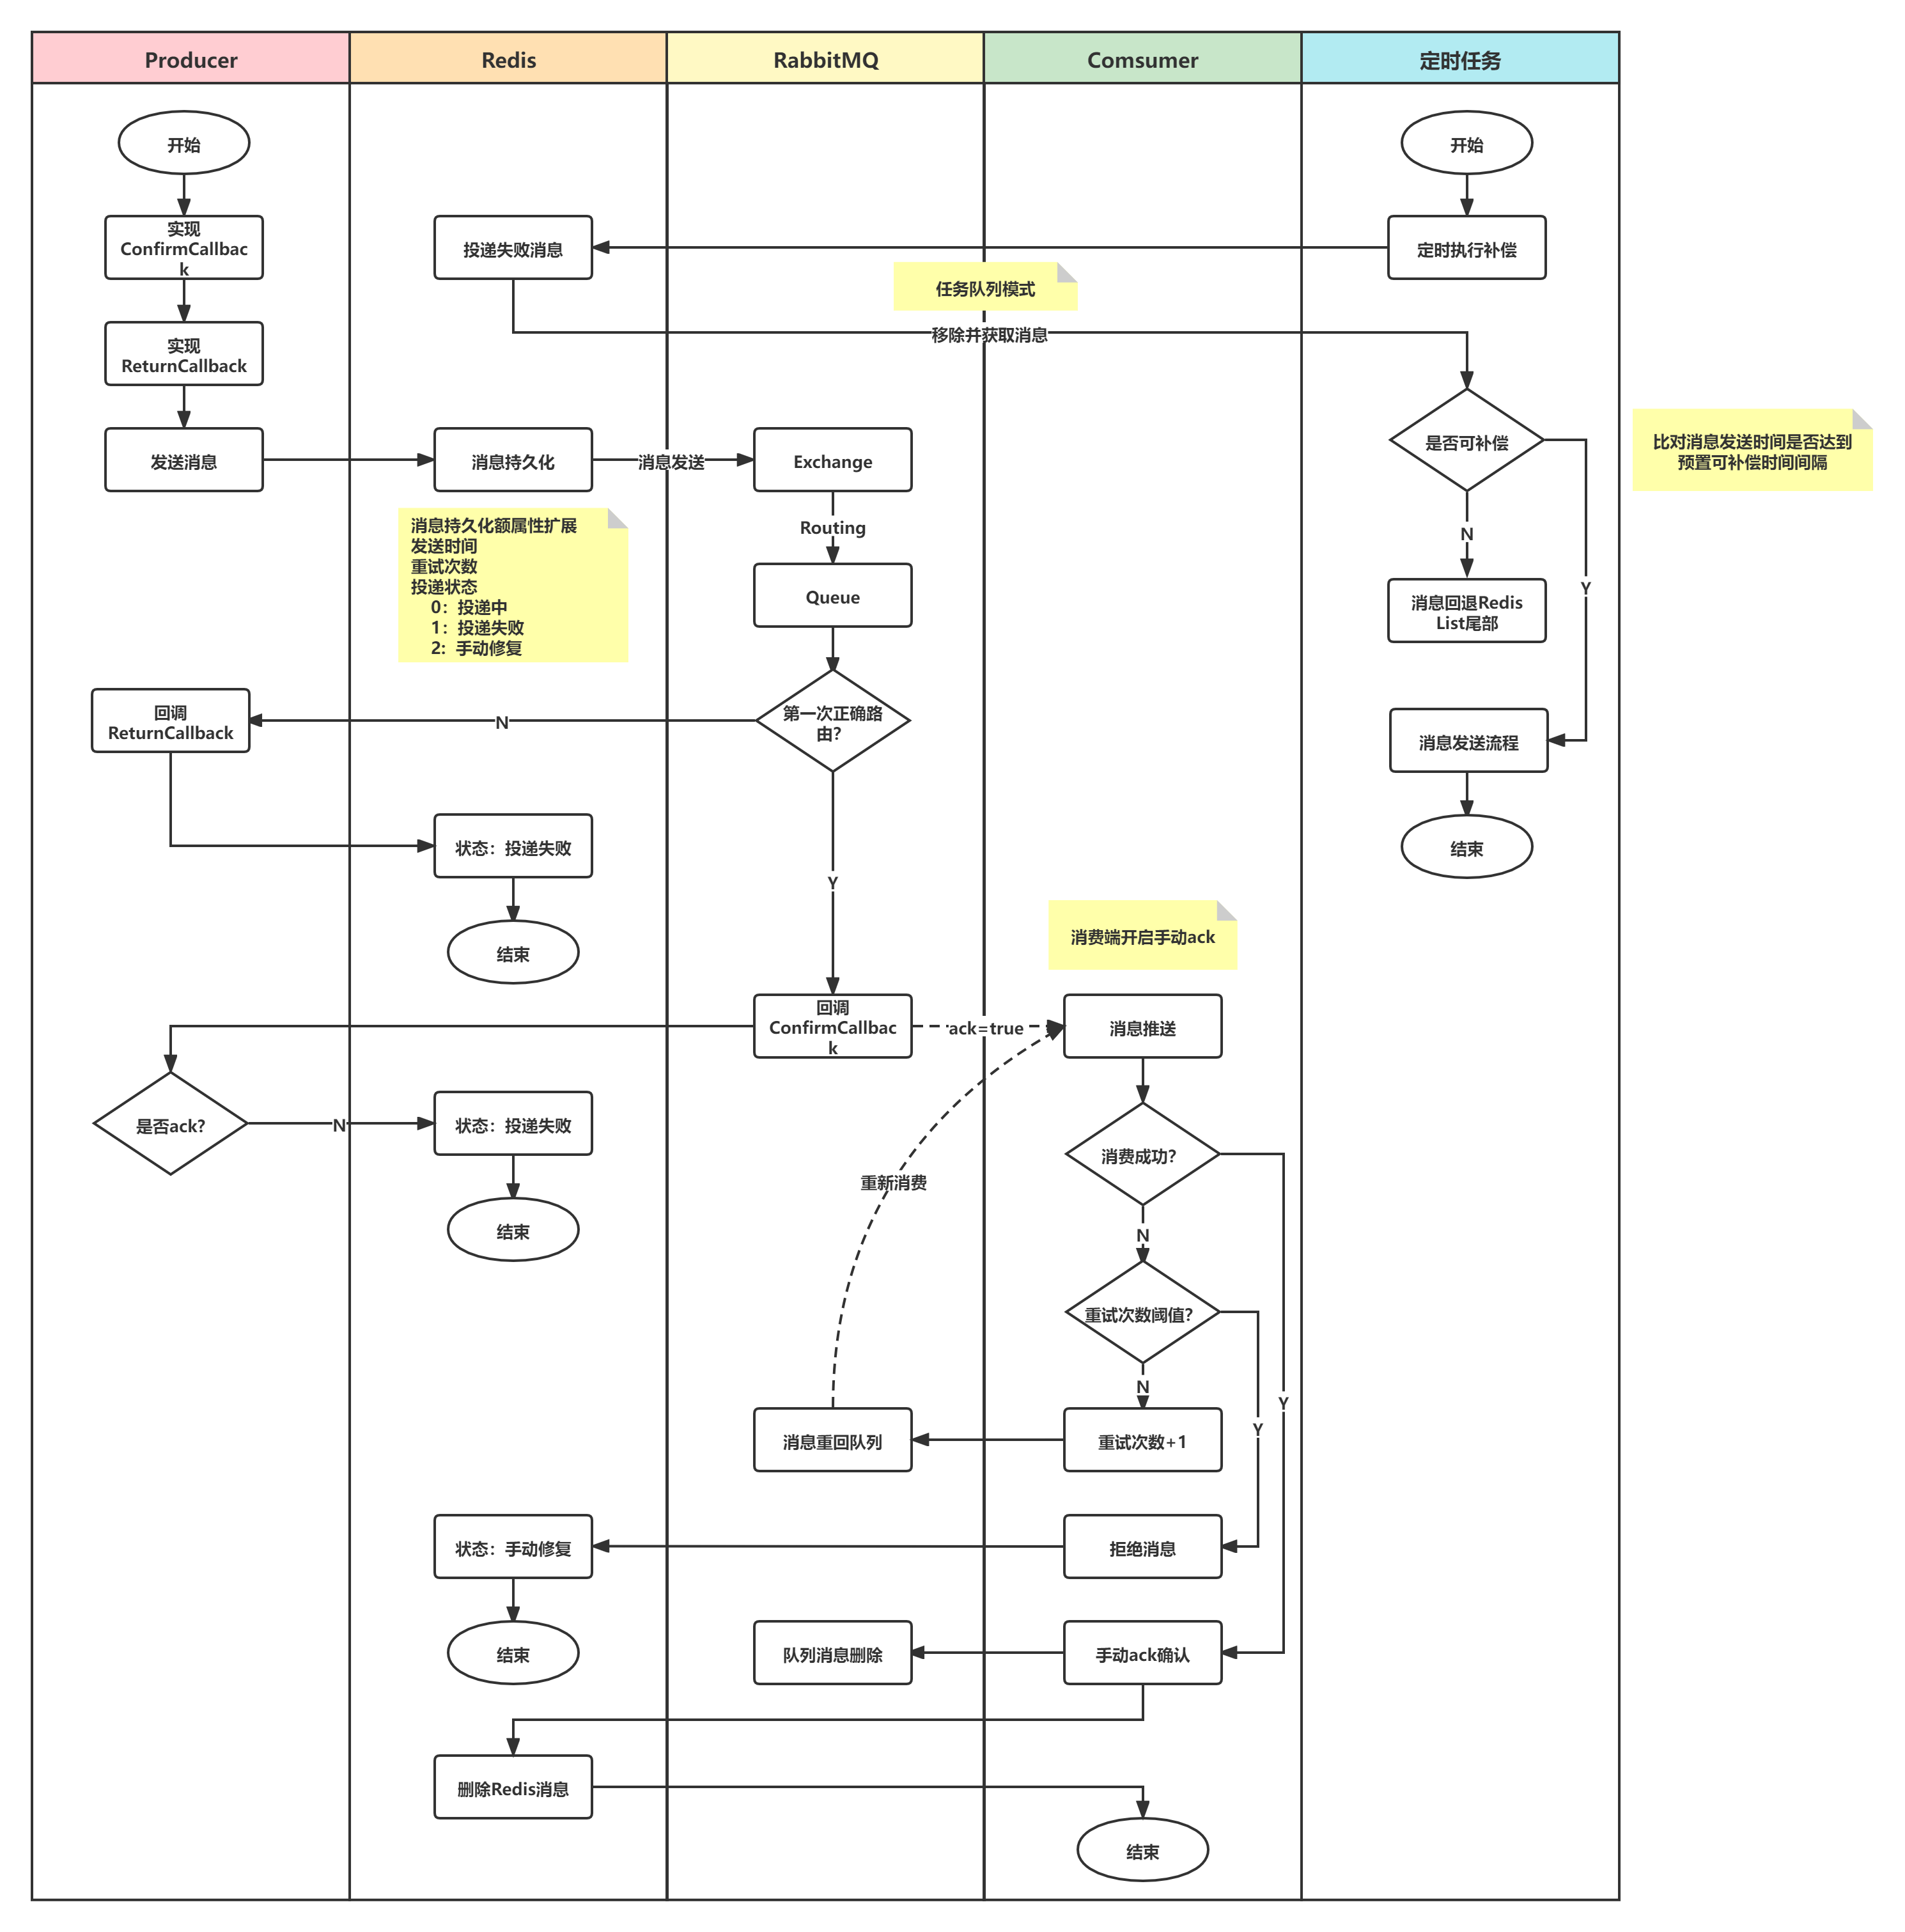 Producer
Redis
RabbitMQ
Comsumer
定时任务
开始
开始
实现
ConfirmCallbac
k
投递失败消息
定时执行补偿
任务队列模式
移除并获取消息
实现
ReturnCallback
发送消息
消息持久化
消息发送
Exchange
是否可补偿
比对消息发送时间是否达到
预置可补偿时间间隔
消息持久化额属性扩展
发送时间
重试次数
投递状态
0：投递中
1：投递失败
2：手动修复
Routing
N
Queue
消息回退Redis
List尾部
Y
回调
ReturnCallback
N
第一次正确路
由？
消息发送流程
状态：投递失败
结束
Y
结束
消费端开启手动ack
回调
ConfirmCallbac
k
ack=true
消息推送
是否ack？
N
状态：投递失败
消费成功？
重新消费
结束
N
重试次数阈值？
N
Y
Y
消息重回队列
重试次数+1
状态：手动修复
拒绝消息
结束
队列消息删除
手动ack确认
删除Redis消息
结束